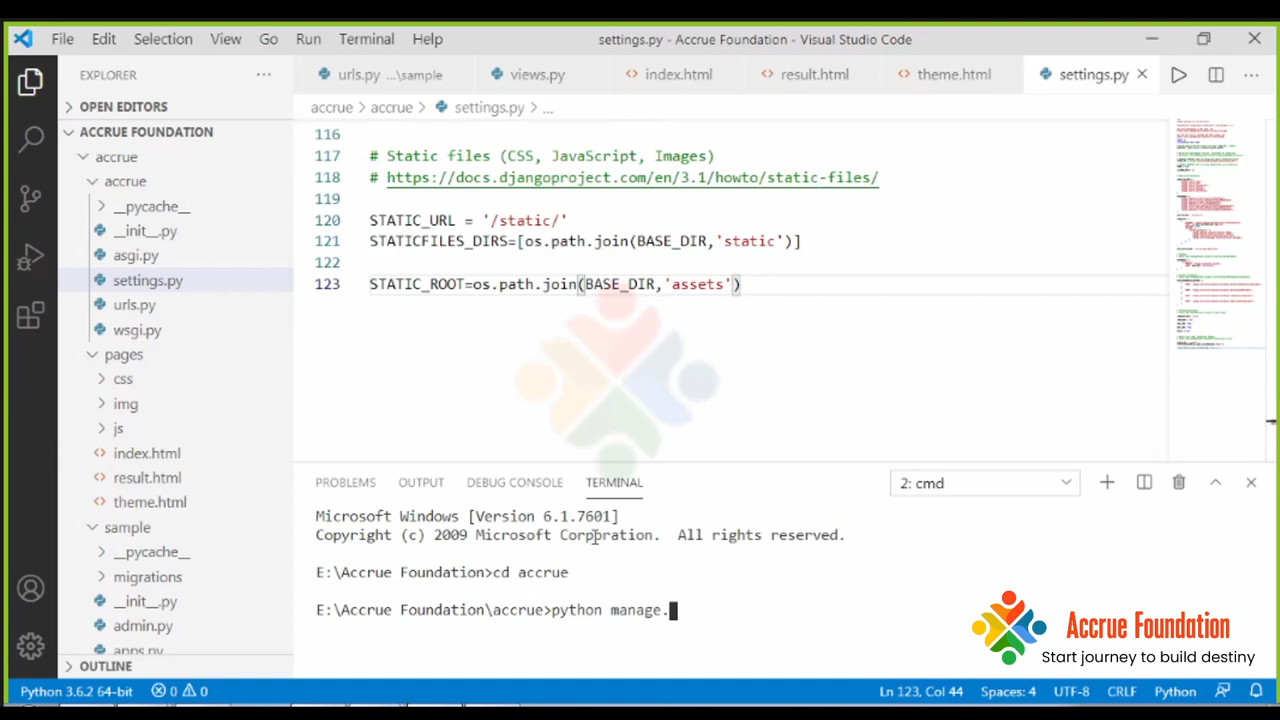 File Edit Selection View Go Run Terminal Help
settings.py - Accrue Foundation - Visual Studio Code
EXPLORER
OPEN EDITORS
ACCRUE FOUNDATION
accrue
accrue
__pycache__
__init__.py
asgi.py
settings.py
urls.py
wsgi.py
pages
css
img
js
index.html
result.html
theme.html
sample
__pycache__
migrations
__init__.py
admin.py
apps.py
OUTLINE
urls.py ...\sample views.py index.html result.html theme.html settings.py
accrue > accrue > settings.py > ...
116
117 # Static files (CSS, JavaScript, Images)
118 # https://docs.djangoproject.com/en/3.1/howto/static-files/
119
120 STATIC_URL = '/static/'
121 STATICFILES_DIRS=[os.path.join(BASE_DIR,'static')]
122
123 STATIC_ROOT=os.path.join(BASE_DIR,'assets')
PROBLEMS OUTPUT DEBUG CONSOLE TERMINAL
2: cmd
Microsoft Windows [Version 6.1.7601]
Copyright (c) 2009 Microsoft Corporation. All rights reserved.
E:\Accrue Foundation>cd accrue
E:\Accrue Foundation\accrue>python manage.
Accrue Foundation
Start journey to build destiny
Python 3.6.2 64-bit 0 0
Ln 123, Col 44 Spaces: 4 UTF-8 CRLF Python